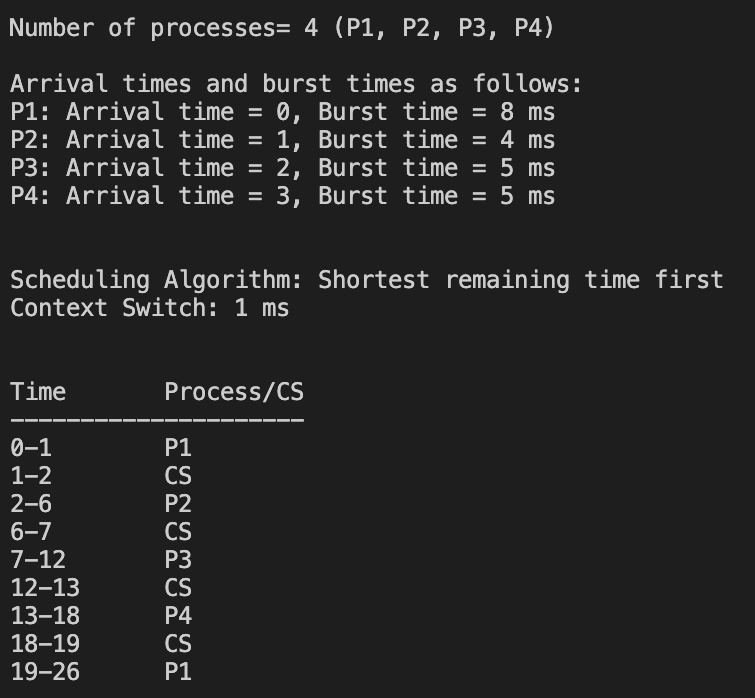 Number of processes= 4 (P1, P2, P3, P4)
Arrival times and burst times as follows:
P1: Arrival time = 0, Burst time = 8 ms
P2: Arrival time = 1, Burst time = 4 ms
P3: Arrival time = 2, Burst time = 5 ms
P4: Arrival time = 3, Burst time = 5 ms
Scheduling Algorithm: Shortest remaining time first
Context Switch: 1 ms
Time Process/CS
---------------------
0-1 P1
1-2 CS
2-6 P2
6-7 CS
7-12 P3
12-13 CS
13-18 P4
18-19 CS
19-26 P1